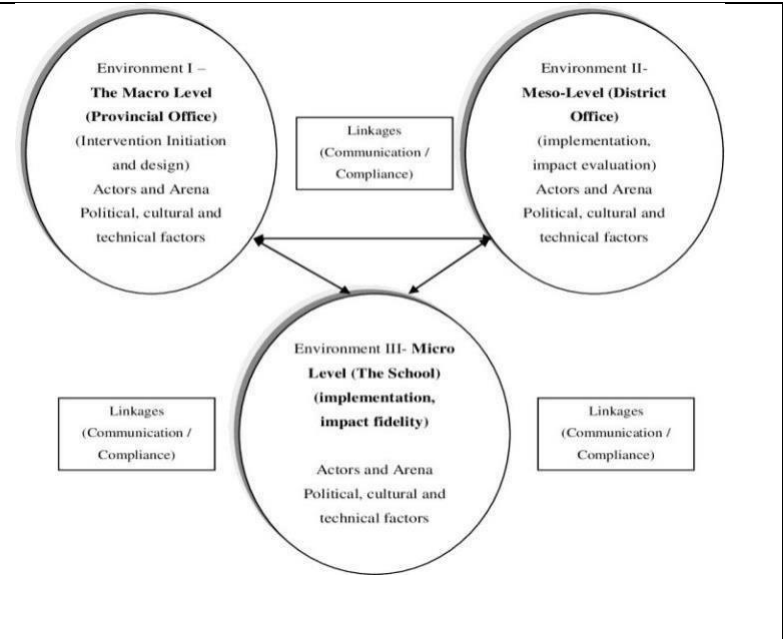 Environment I –
The Macro Level
(Provincial Office)
(Intervention Initiation
and design)
Actors and Arena
Political, cultural and
technical factors
Linkages
(Communication /
Compliance)
Environment II-
Meso-Level (District
Office)
(implementation,
impact evaluation)
Actors and Arena
Political, cultural and
technical factors
Environment III- Micro
Level (The School)
(implementation,
impact fidelity)
Actors and Arena
Political, cultural and
technical factors
Linkages
(Communication /
Compliance)
Linkages
(Communication /
Compliance)